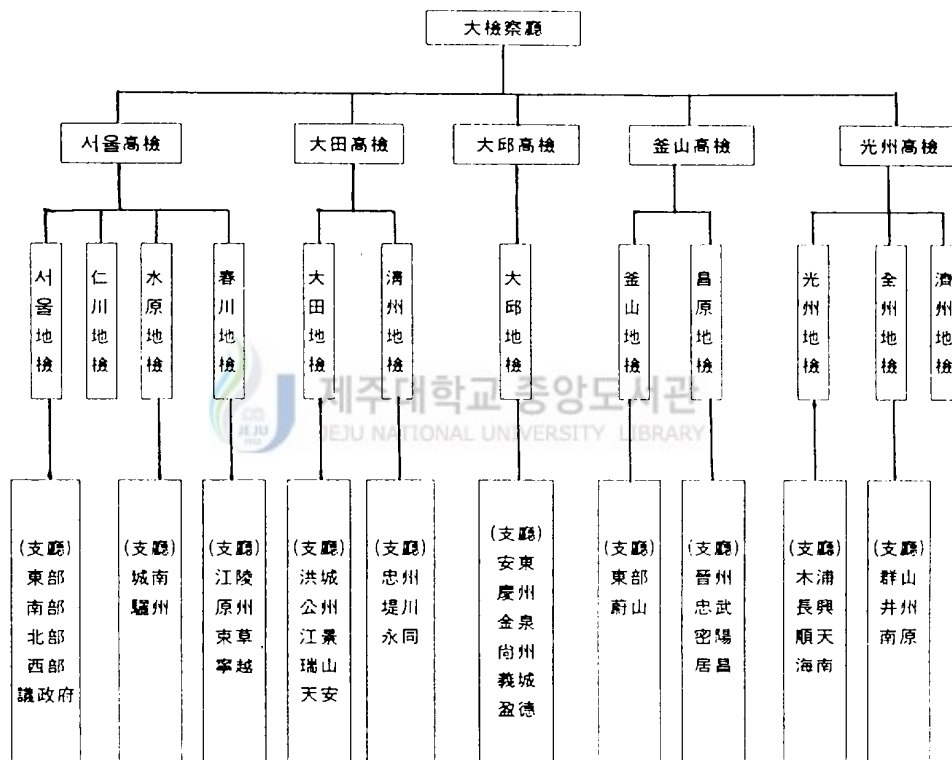 大檢察廳
서울高檢
大田高檢
大邱高檢
釜山高檢
光州高檢
서울地檢
仁川地檢
水原地檢
春川地檢
大田地檢
淸州地檢
大邱地檢
釜山地檢
昌原地檢
光州地檢
全州地檢
濟州地檢
제주대학교 중앙도서관
JEJU NATIONAL UNIVERSITY LIBRARY
JEJU
1952
(支廳)
東部
南部
北部
西部
議政府
(支廳)
城南
驪州
(支廳)
江陵
原州
束草
寧越
(支廳)
洪城
公州
江景
瑞山
天安
(支廳)
忠州
堤川
永同
(支廳)
安東
慶州
金泉
尙州
義城
盈德
(支廳)
東部
蔚山
(支廳)
晉州
忠武
密陽
居昌
(支廳)
木浦
長興
順天
海南
(支廳)
群山
井州
南原